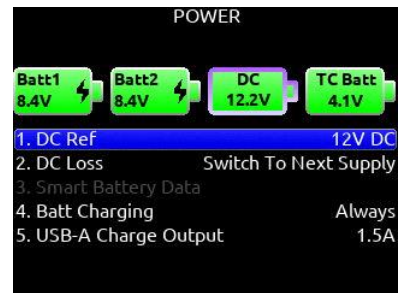 POWER
Batt1 Batt2 DC TC Batt
8.4V 8.4V 12.2V 4.1V
1. DC Ref 12V DC
2. DC Loss Switch To Next Supply
3. Smart Battery Data
4. Batt Charging Always
5. USB-A Charge Output 1.5A